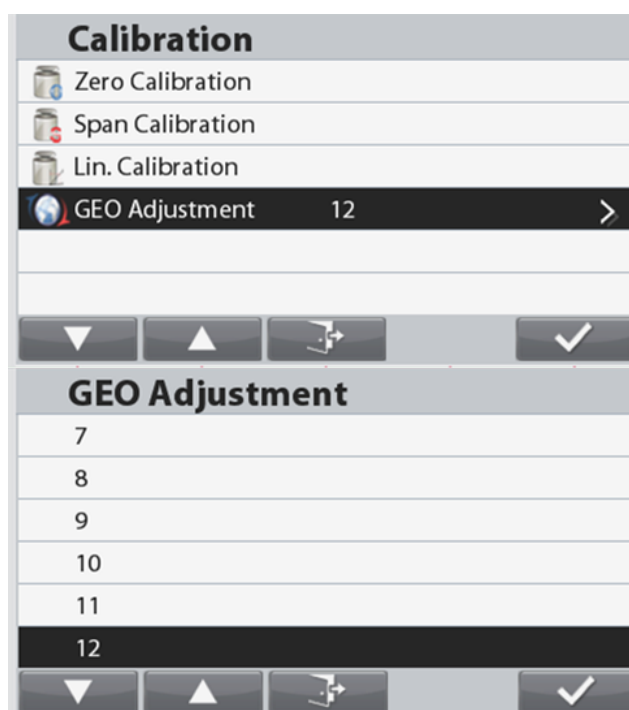 Calibration
Zero Calibration
Span Calibration
Lin. Calibration
GEO Adjustment 12
GEO Adjustment
7
8
9
10
11
12